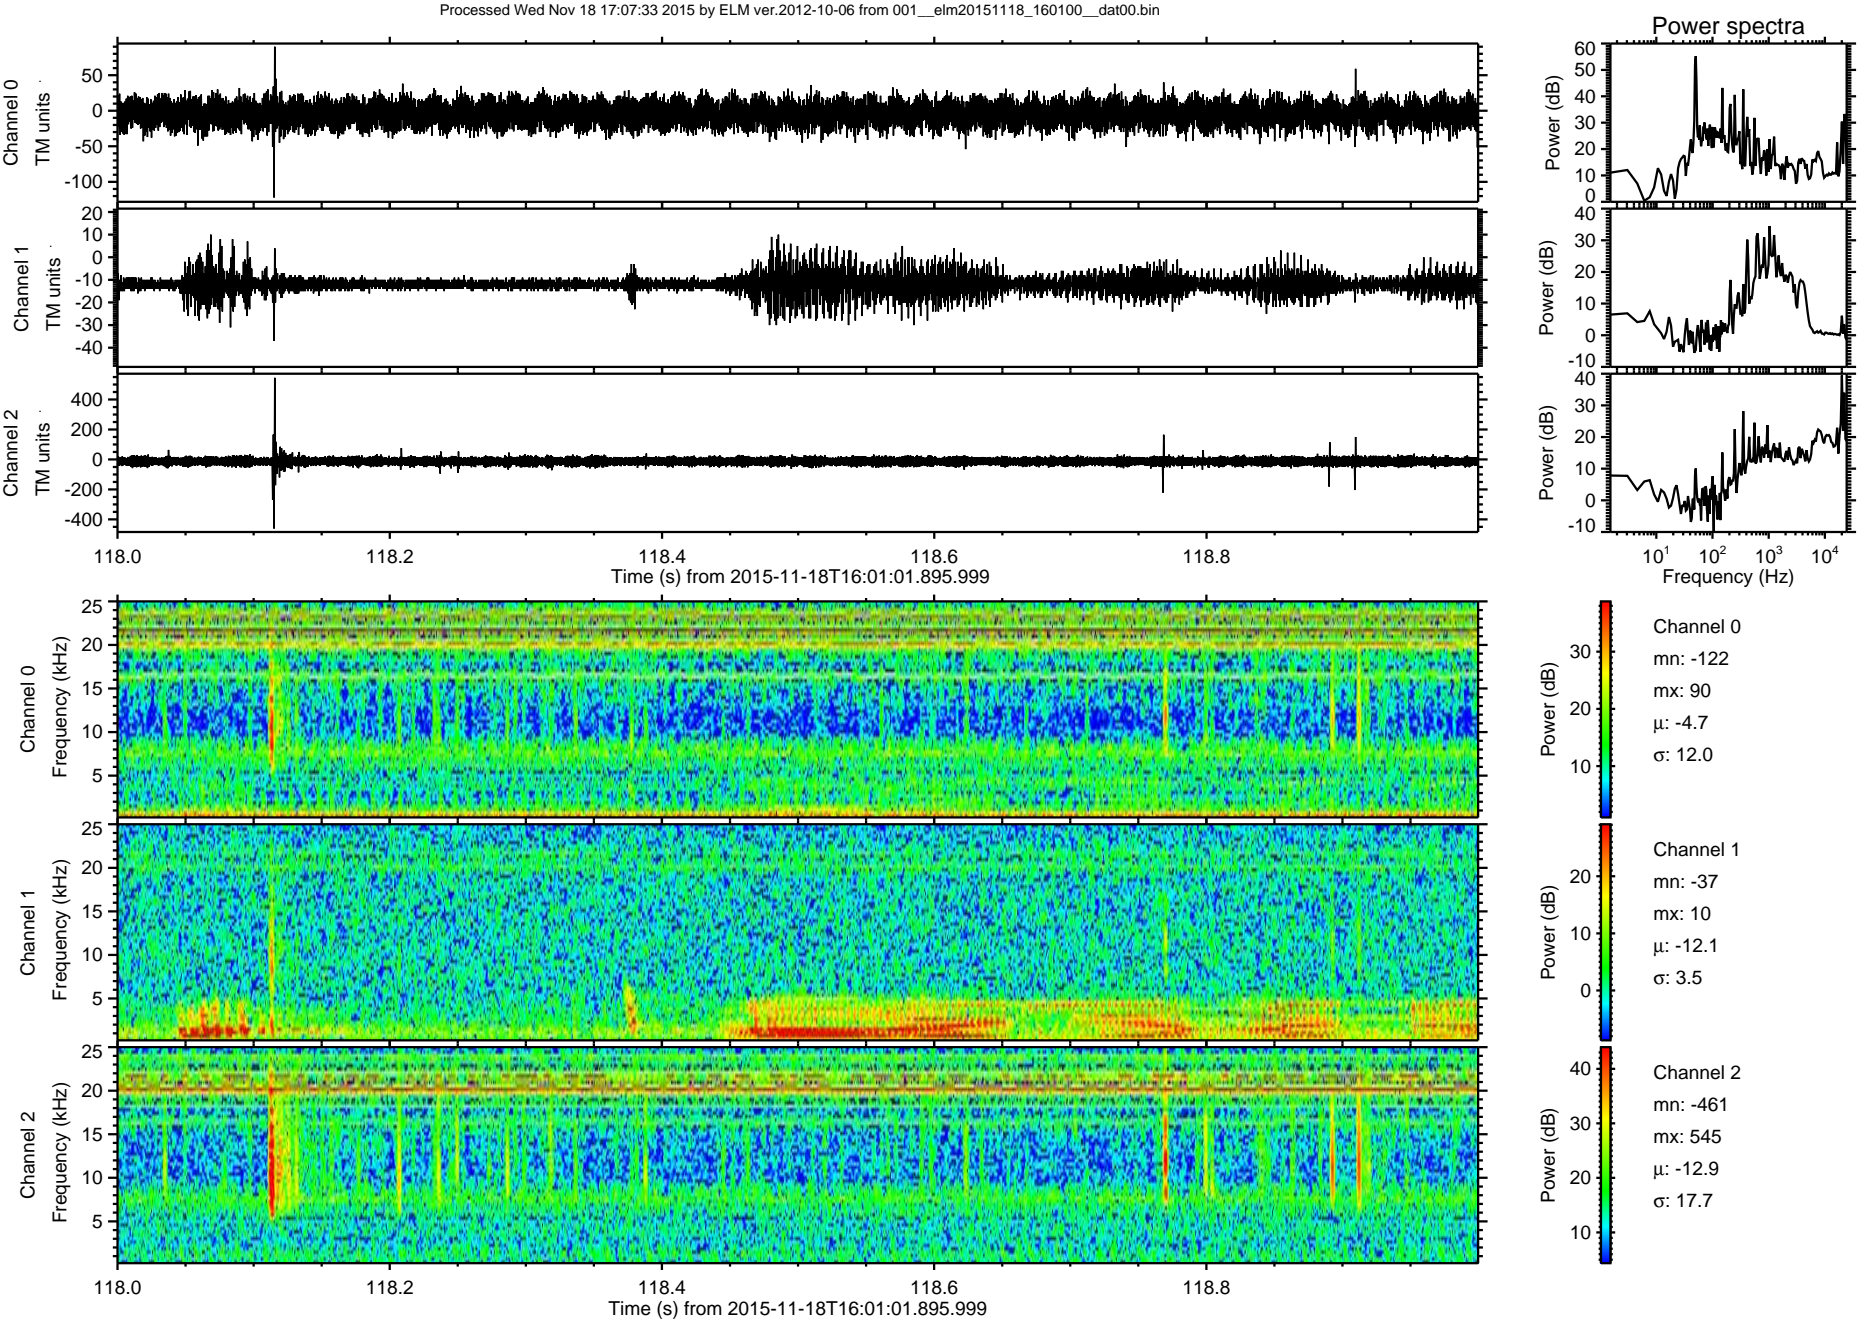 Processed Wed Nov 18 17:07:33 2015 by ELM ver.2012-10-06 from 001__elm20151118_160100__dat00.bin
Power spectra
Channel 0
TM units
50
0
-50
-100
Power (dB)
60
50
40
30
20
10
0
Channel 1
TM units
20
10
0
-10
-20
-30
-40
Power (dB)
40
30
20
10
0
-10
Channel 2
TM units
400
200
0
-200
-400
Power (dB)
40
30
20
10
0
-10
118.0 118.2 118.4 118.6 118.8
Time (s) from 2015-11-18T16:01:01.895.999
10¹ 10² 10³ 10⁴
Frequency (Hz)
Channel 0
Frequency (kHz)
25
20
15
10
5
Power (dB)
30
20
10
Channel 0
mn: -122
mx: 90
μ: -4.7
σ: 12.0
Channel 1
Frequency (kHz)
25
20
15
10
5
Power (dB)
20
10
0
Channel 1
mn: -37
mx: 10
μ: -12.1
σ: 3.5
Channel 2
Frequency (kHz)
25
20
15
10
5
Power (dB)
40
30
20
10
Channel 2
mn: -461
mx: 545
μ: -12.9
σ: 17.7
118.0 118.2 118.4 118.6 118.8
Time (s) from 2015-11-18T16:01:01.895.999